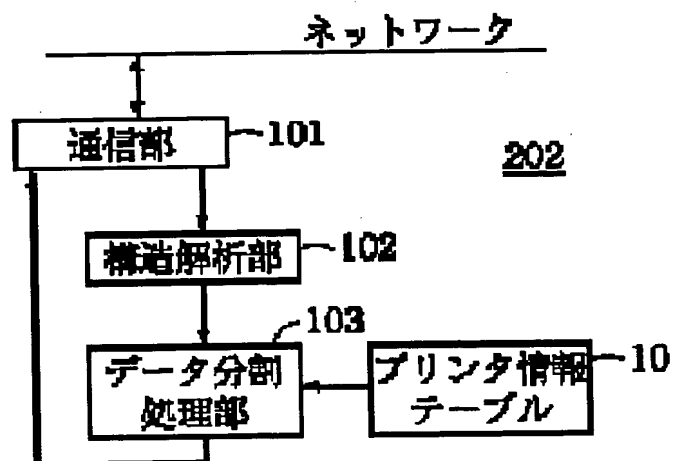 ネットワーク
通信部
101
202
構造解析部
102
103
データ分割
処理部
プリンタ情報
テーブル
10